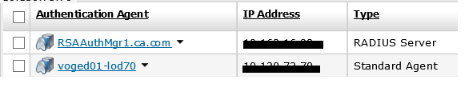 Authentication Agent IP Address Type
RSAAuthMgr1.ca.com RADIUS Server
voged01-lod70 Standard Agent